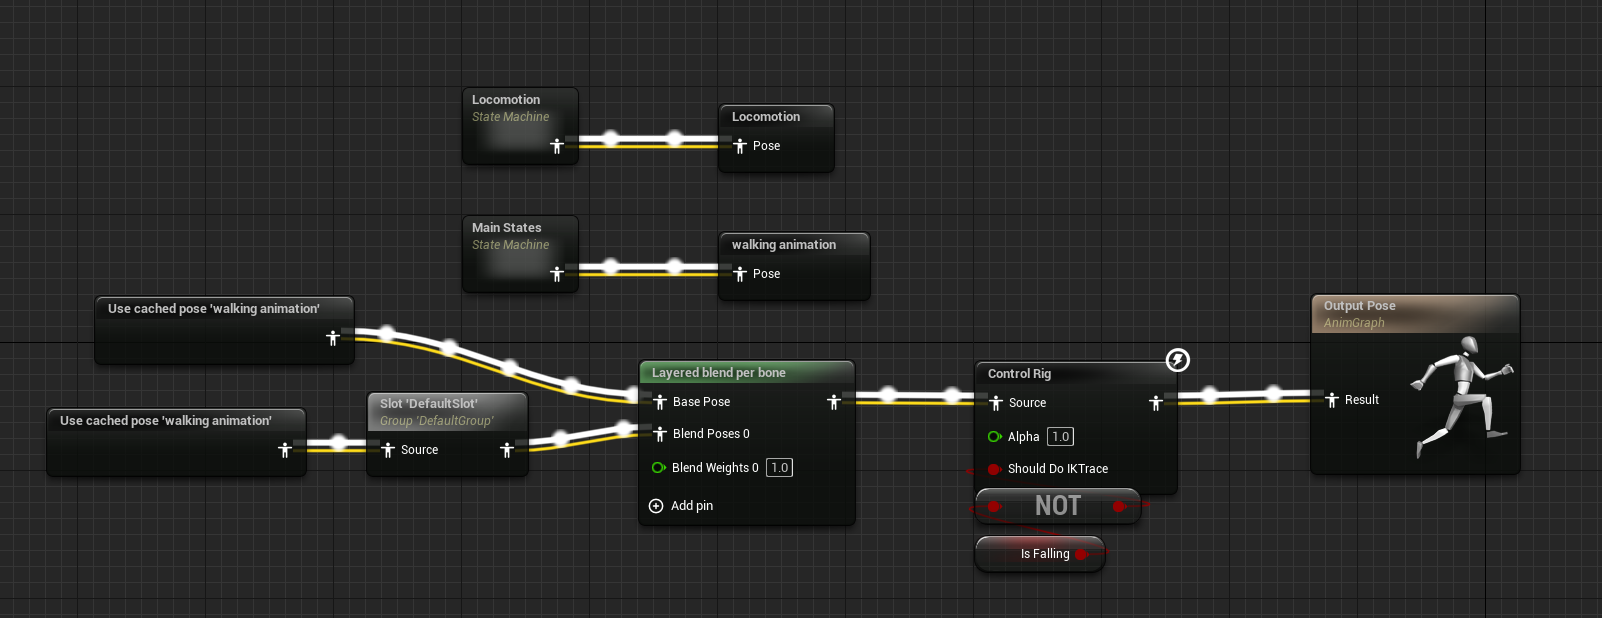 Locomotion
State Machine
Locomotion
Pose
Main States
State Machine
walking animation
Pose
Use cached pose 'walking animation'
Use cached pose 'walking animation'
Slot 'DefaultSlot'
Group 'DefaultGroup'
Source
Layered blend per bone
Base Pose
Blend Poses 0
Blend Weights 0 1.0
Add pin
Control Rig
Source
Alpha 1.0
Should Do IKTrace
NOT
Is Falling
Output Pose
AnimGraph
Result